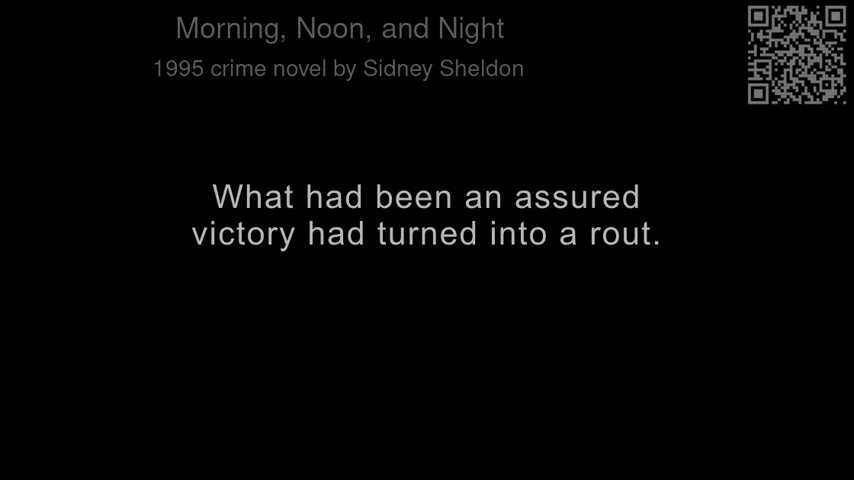 Morning, Noon, and Night
1995 crime novel by Sidney Sheldon
What had been an assured
victory had turned into a rout.